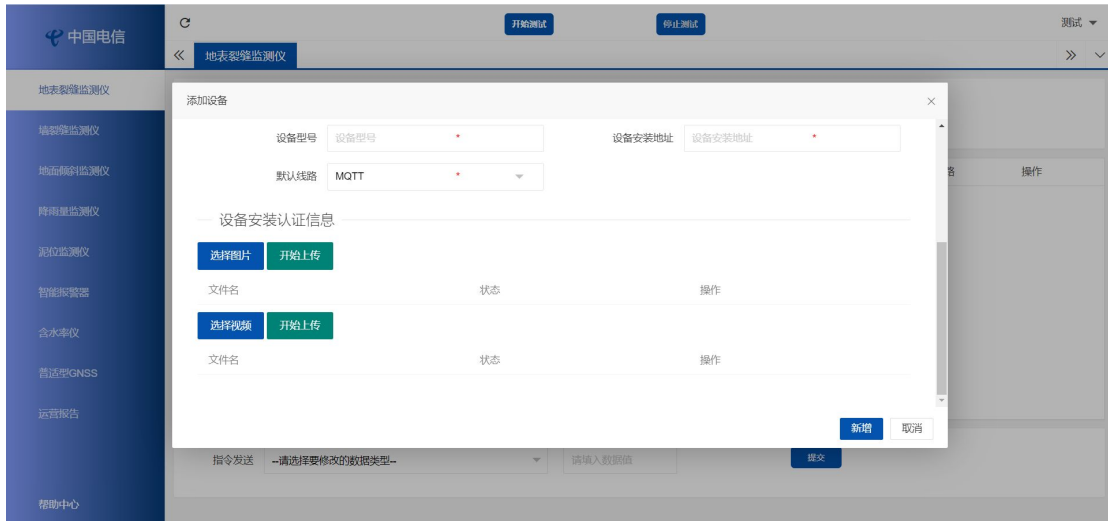 中国电信
开始测试 停止测试 测试
地表裂缝监测仪
地表裂缝监测仪
墙裂缝监测仪
地面倾斜监测仪
降雨量监测仪
泥位监测仪
智能报警器
含水率仪
普适型GNSS
运营报告
帮助中心
操作
添加设备
设备型号 设备型号 * 设备安装地址 设备安装地址 *
默认线路 MQTT *
设备安装认证信息
选择图片 开始上传
文件名 状态 操作
选择视频 开始上传
文件名 状态 操作
新增 取消
指令发送 --请选择要修改的数据类型-- 请填入数据值 提交